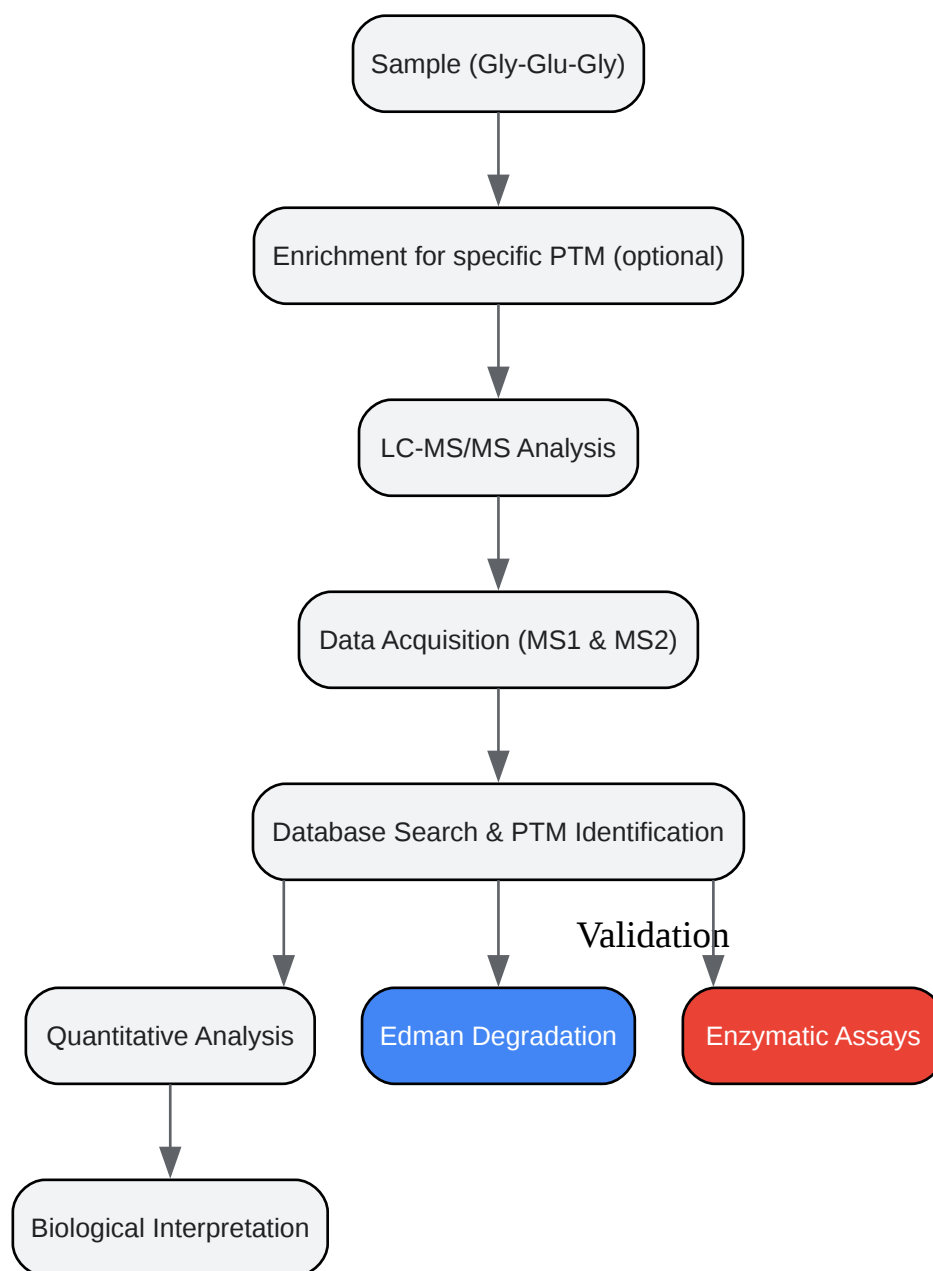 Sample (Gly-Glu-Gly)
Enrichment for specific PTM (optional)
LC-MS/MS Analysis
Data Acquisition (MS1 & MS2)
Database Search & PTM Identification
Validation
Quantitative Analysis
Edman Degradation
Enzymatic Assays
Biological Interpretation